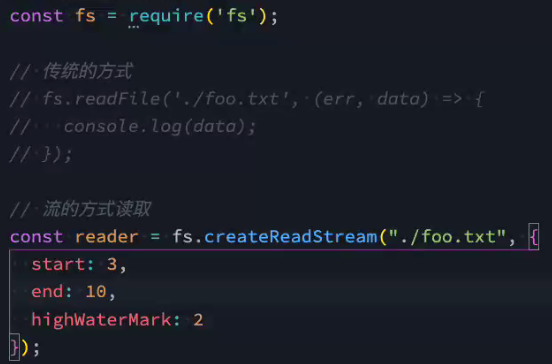 const fs = require('fs');
// 传统的方式
// fs.readFile('./foo.txt', (err, data) => {
//   console.log(data);
// });
// 流的方式读取
const reader = fs.createReadStream("./foo.txt", {
  start: 3,
  end: 10,
  highWaterMark: 2
});